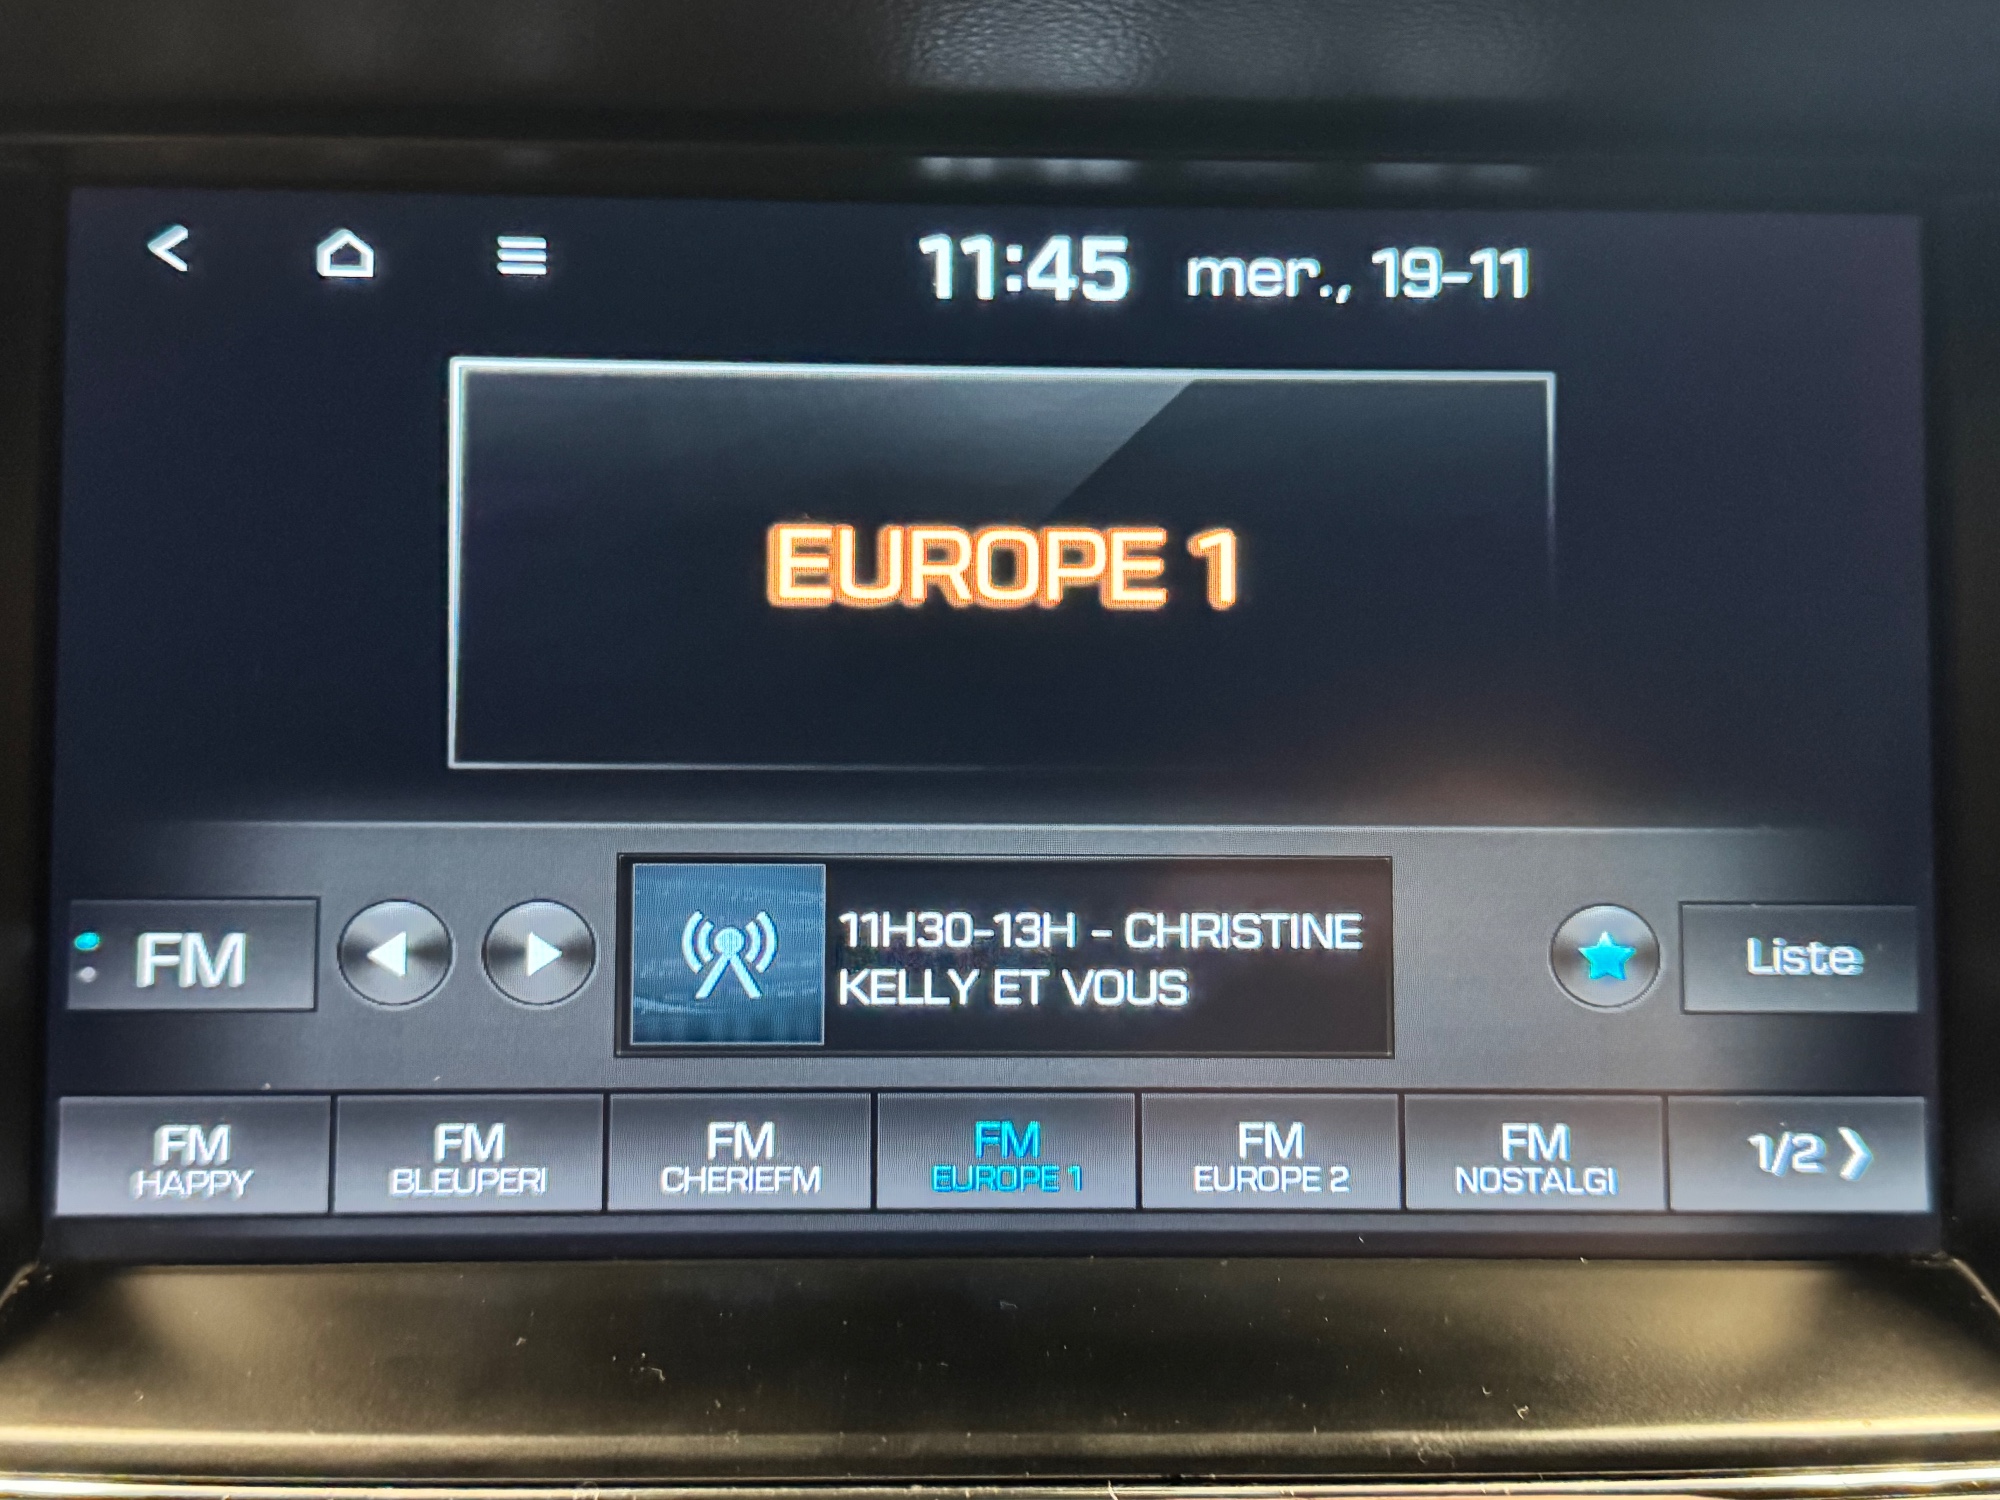 11:45 mer., 19-11
EUROPE 1
FM
11H30-13H - CHRISTINE
KELLY ET VOUS
Liste
FM
HAPPY
FM
BLEUPERI
FM
CHERIEFM
FM
EUROPE 1
FM
EUROPE 2
FM
NOSTALGI
1/2